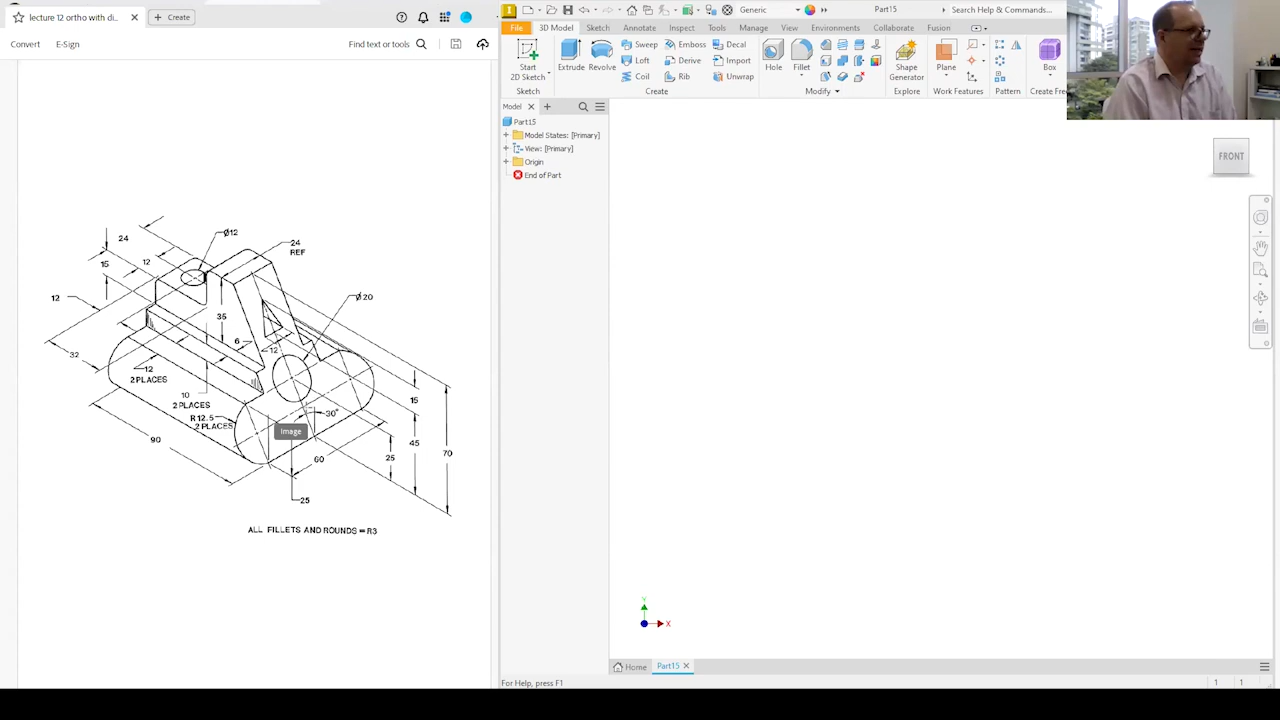 lecture 12 ortho with di...
Create
Convert
E-Sign
Find text or tools
24
Ø12
24
REF
12
15
12
Ø20
35
32
6
12
12
2 PLACES
10
2 PLACES
R12.5
2 PLACES
30°
Image
90
60
25
15
45
25
70
ALL FILLETS AND ROUNDS = R3
Generic
Part15
Search Help & Commands...
File
3D Model
Sketch
Annotate
Inspect
Tools
Manage
View
Environments
Collaborate
Fusion
Start
2D Sketch
Extrude
Revolve
Sweep
Loft
Coil
Emboss
Derive
Rib
Decal
Import
Unwrap
Hole
Fillet
Shape
Generator
Plane
Box
Sketch
Create
Modify
Explore
Work Features
Pattern
Create Fre
Model
Part15
Model States: [Primary]
View: [Primary]
Origin
End of Part
FRONT
Y
X
Home
Part15
For Help, press F1
1
1